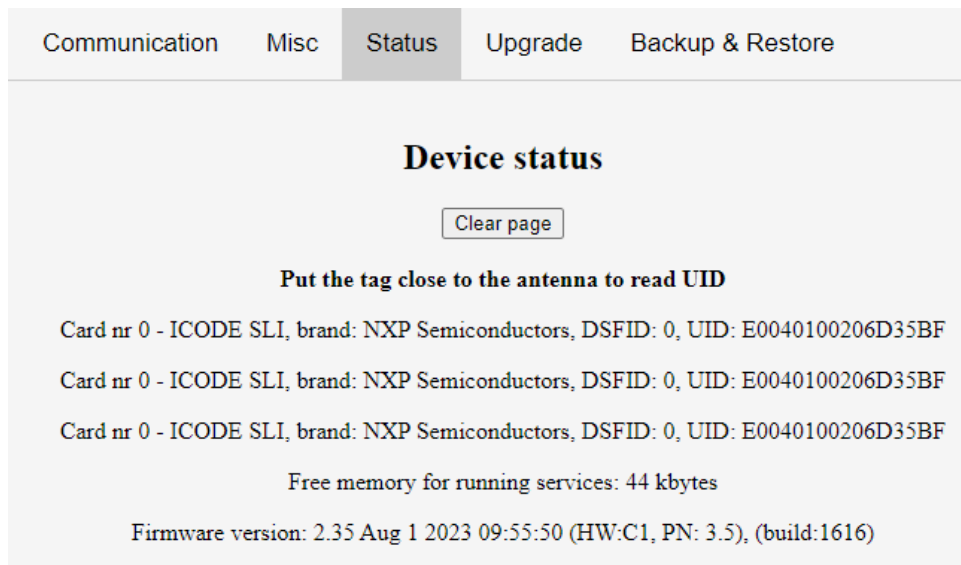 Communication Misc Status Upgrade Backup & Restore
Device status
Clear page
Put the tag close to the antenna to read UID
Card nr 0 - ICODE SLI, brand: NXP Semiconductors, DSFID: 0, UID: E0040100206D35BF
Card nr 0 - ICODE SLI, brand: NXP Semiconductors, DSFID: 0, UID: E0040100206D35BF
Card nr 0 - ICODE SLI, brand: NXP Semiconductors, DSFID: 0, UID: E0040100206D35BF
Free memory for running services: 44 kbytes
Firmware version: 2.35 Aug 1 2023 09:55:50 (HW:C1, PN: 3.5), (build:1616)